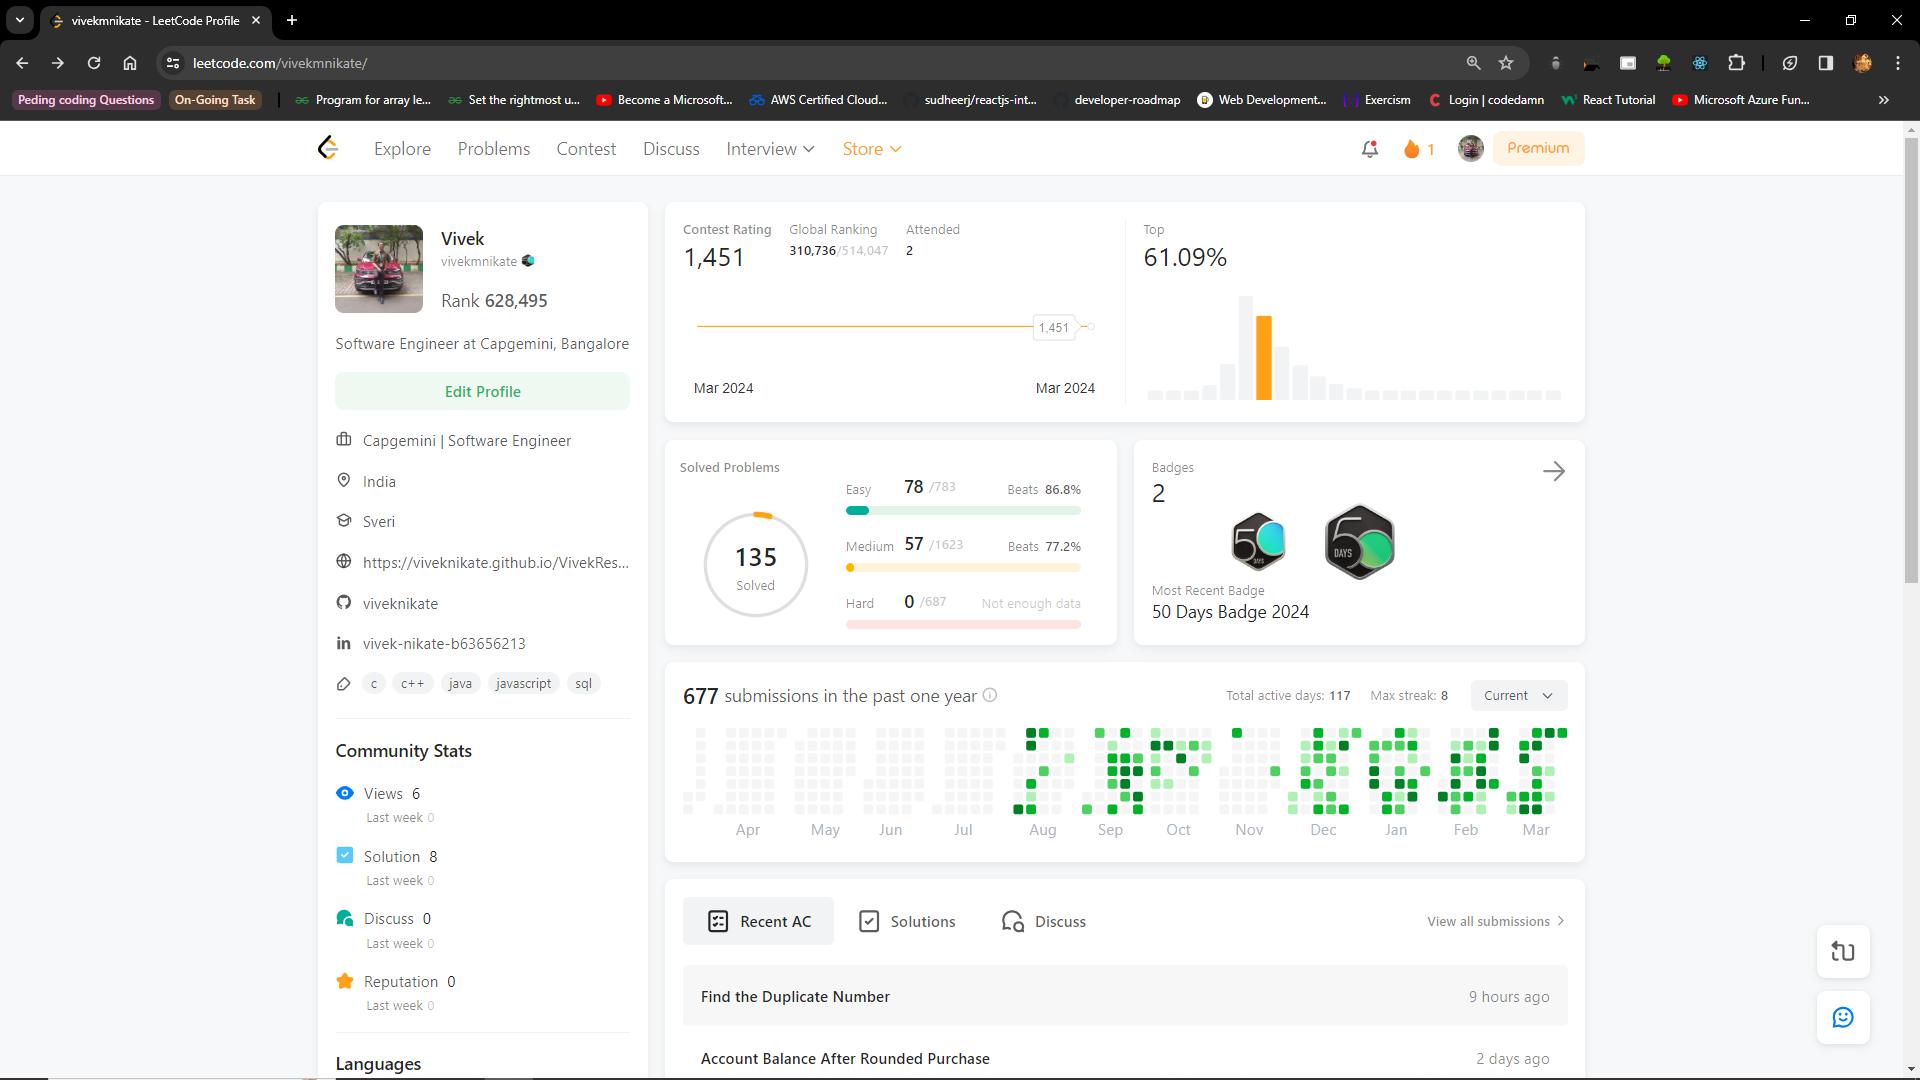 vivekmnikate - LeetCode Profile
leetcode.com/vivekmnikate/
Peding coding Questions
On-Going Task
Program for array le...
Set the rightmost u...
Become a Microsoft...
AWS Certified Cloud...
sudheerj/reactjs-int...
developer-roadmap
Web Development...
Exercism
Login | codedamn
React Tutorial
Microsoft Azure Fun...
Explore
Problems
Contest
Discuss
Interview
Store
1
Premium
Vivek
vivekmnikate
Rank 628,495
Software Engineer at Capgemini, Bangalore
Edit Profile
Capgemini | Software Engineer
India
Sveri
https://viveknikate.github.io/VivekRes...
viveknikate
vivek-nikate-b63656213
c
c++
java
javascript
sql
Community Stats
Views 6
Last week 0
Solution 8
Last week 0
Discuss 0
Last week 0
Reputation 0
Last week 0
Languages
Contest Rating
1,451
Global Ranking
310,736/514,047
Attended
2
1,451
Mar 2024
Mar 2024
Top
61.09%
Solved Problems
135
Solved
Easy 78 /783 Beats 86.8%
Medium 57 /1623 Beats 77.2%
Hard 0 /687 Not enough data
Badges
2
50
DAYS
50
DAYS
Most Recent Badge
50 Days Badge 2024
677 submissions in the past one year
Total active days: 117
Max streak: 8
Current
Apr
May
Jun
Jul
Aug
Sep
Oct
Nov
Dec
Jan
Feb
Mar
Recent AC
Solutions
Discuss
View all submissions
Find the Duplicate Number
9 hours ago
Account Balance After Rounded Purchase
2 days ago